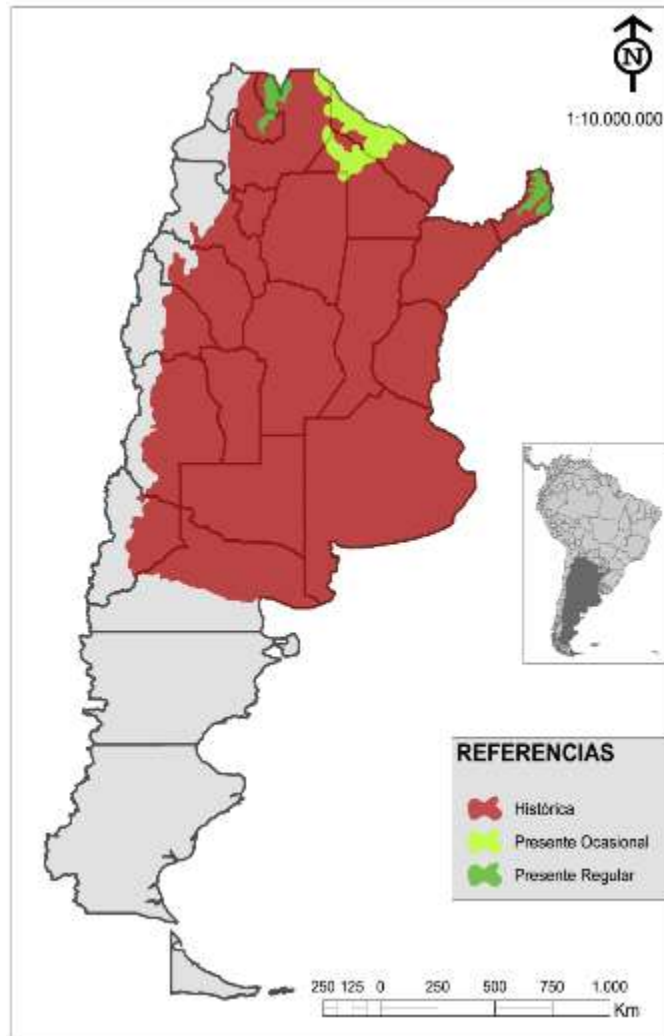 N
1:10.000.000
REFERENCIAS
Histórica
Presente Ocasional
Presente Regular
250 125 0 250 500 750 1.000
Km